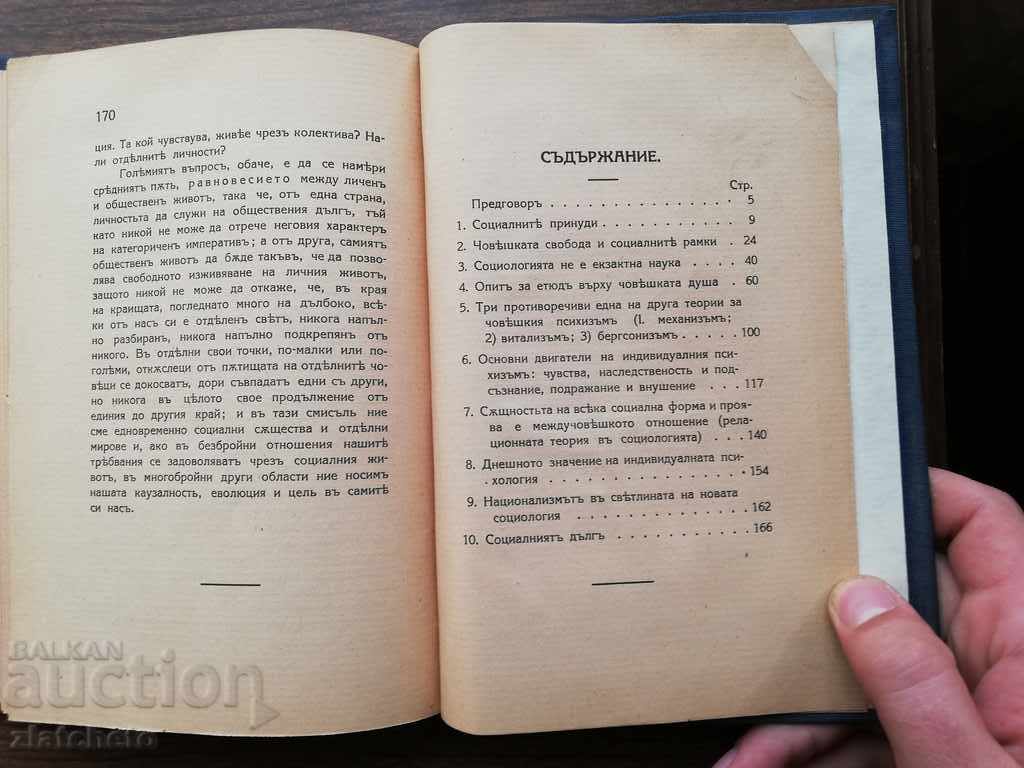 170
ция. Та кой чувствува, живѣе чрезъ колектива? На-
ли отдѣлнитѣ личности?
Голѣмиятъ въпросъ, обаче, е да се намѣри
срѣдниятъ пѫть, равновесието между личенъ
и общественъ животъ, така че, отъ една страна,
личностьта да служи на обществения дългъ, тъй
като никой не може да отрече неговия характеръ
на категориченъ императивъ; а отъ друга, самиятъ
общественъ животъ да бѫде такъвъ, че да позво-
лява свободното изживяване на личния животъ,
защото никой не може да откаже, че, въ края
на краищата, погледнато много на дълбоко, всѣ-
ки отъ насъ си е отдѣленъ свѣтъ, никога напъл-
но разбиранъ, никога напълно подкрепянъ отъ
никого. Въ отдѣлни свои точки, по-малки или по-
голѣми, откѫслеци отъ пѫтищата на отдѣлнитѣ чо-
вѣци се докосватъ, дори съвпадатъ едни съ други,
но никога въ цѣлото свое продължение отъ
единия до другия край; и въ тази смисъль ние
сме едновременно социални сѫщества и отдѣлни
мирове и, ако въ безбройни отношения нашитѣ
трѣбвания се задоволяватъ чрезъ социалния жи-
вотъ, въ многобройни други области ние носимъ
нашата каузалность, еволюция и цель въ самитѣ
си насъ.
СЪДЪРЖАНИЕ.
Стр.
Предговоръ . . . . . . . . . . . . . . 5
1. Социалнитѣ принуди . . . . . . . . . . 9
2. Човѣшката свобода и социалнитѣ рамки . 24
3. Социологията не е екзактна наука . . . . 40
4. Опитъ за етюдъ върху човѣшката душа . 60
5. Три противоречиви една на друга теории за
човѣшкия психизъмъ (I. механизъмъ;
2) витализъмъ; 3) бергсонизъмъ) . . . . . 100
6. Основни двигатели на индивидуалния пси-
хизъмъ: чувства, наследственость и под-
съзнание, подражание и внушение . . . 117
7. Сѫщностьта на всѣка социална форма и проя-
ва е междучовѣшкото отношение (рела-
ционната теория въ социологията) . . . 140
8. Днешното значение на индивидуалната пси-
хология . . . . . . . . . . . . . . 154
9. Национализмътъ въ свѣтлината на новата
социология . . . . . . . . . . . . 162
10. Социалниятъ дългъ . . . . . . . . . . . 166
BALKAN
auction
zlatcheto